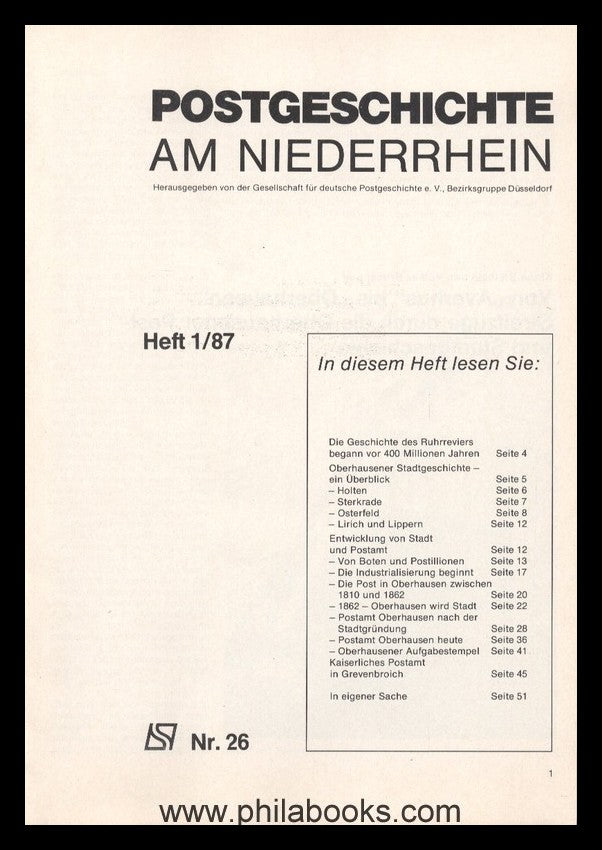 POSTGESCHICHTE
AM NIEDERRHEIN
Herausgegeben von der Gesellschaft für deutsche Postgeschichte e. V., Bezirksgruppe Düsseldorf
Heft 1/87
In diesem Heft lesen Sie:
Die Geschichte des Ruhrreviers
begann vor 400 Millionen Jahren Seite 4
Oberhausener Stadtgeschichte –
ein Überblick Seite 5
– Holten Seite 6
– Sterkrade Seite 7
– Osterfeld Seite 8
– Lirich und Lippern Seite 12
Entwicklung von Stadt
und Postamt Seite 12
– Von Boten und Postillionen Seite 13
– Die Industrialisierung beginnt Seite 17
– Die Post in Oberhausen zwischen
1810 und 1862 Seite 20
– 1862 – Oberhausen wird Stadt Seite 22
– Postamt Oberhausen nach der
Stadtgründung Seite 28
– Postamt Oberhausen heute Seite 36
– Oberhausener Aufgabestempel Seite 41
Kaiserliches Postamt
in Grevenbroich Seite 45
In eigener Sache Seite 51
Nr. 26
1
www.philabooks.com